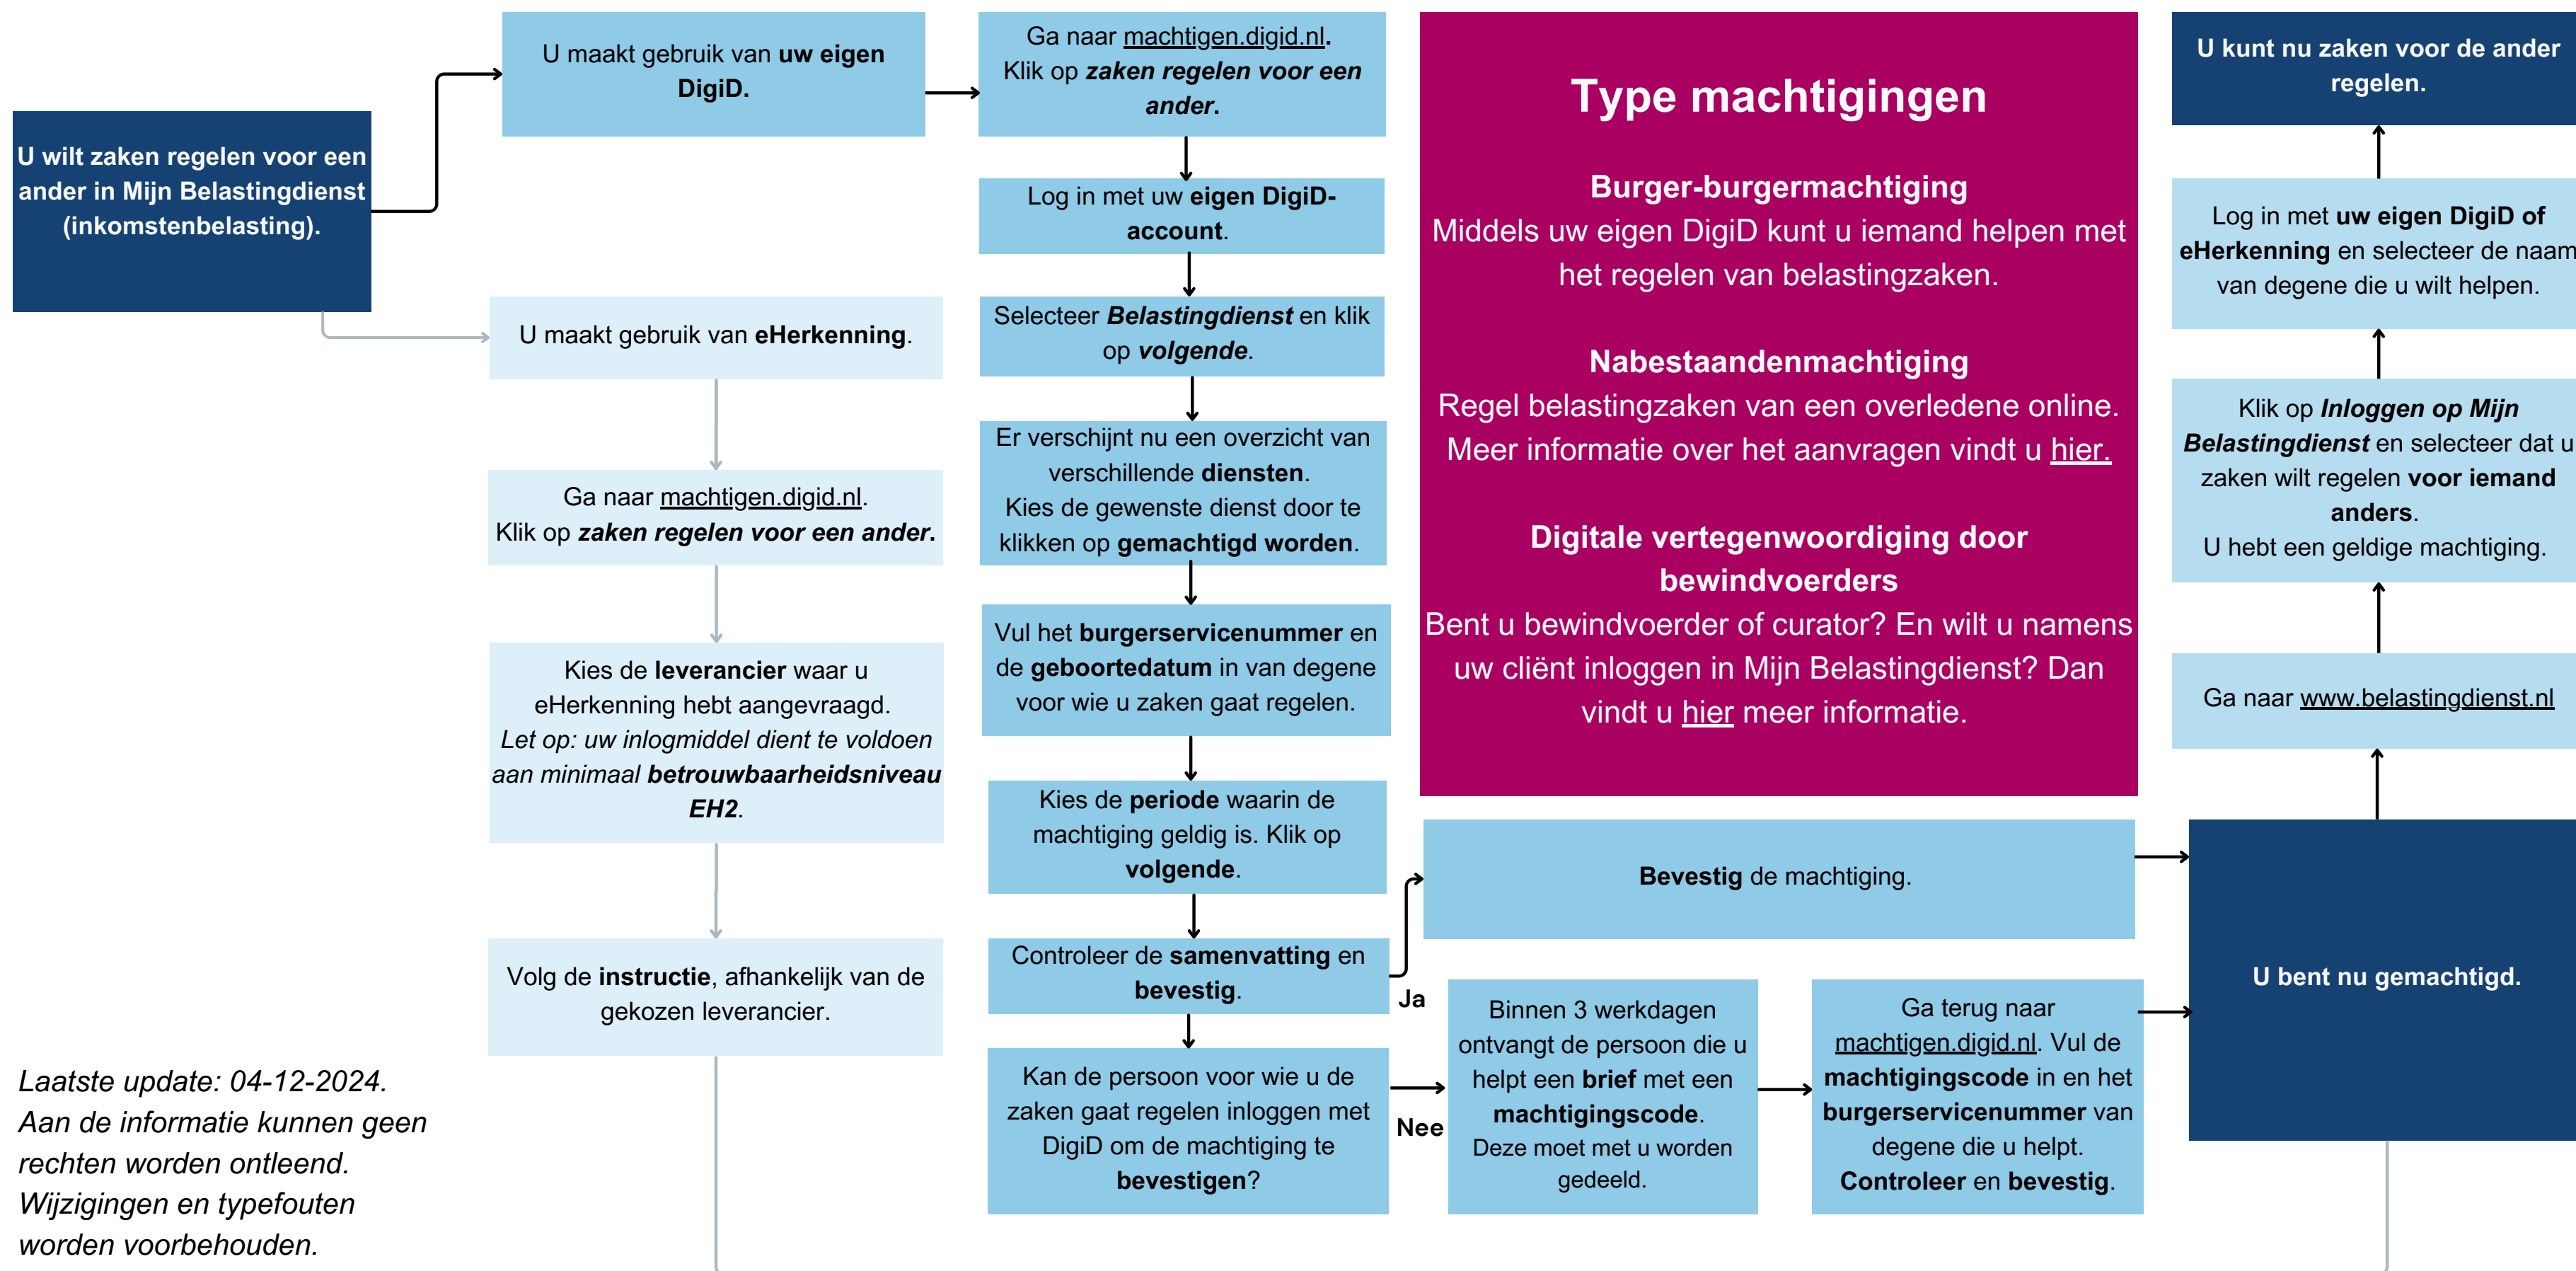 U wilt zaken regelen voor een
ander in Mijn Belastingdienst
(inkomstenbelasting).
U maakt gebruik van uw eigen
DigiD.
U maakt gebruik van eHerkenning.
Ga naar machtigen.digid.nl.
Klik op zaken regelen voor een ander.
Kies de leverancier waar u
eHerkenning hebt aangevraagd.
Let op: uw inlogmiddel dient te voldoen
aan minimaal betrouwbaarheidsniveau
EH2.
Volg de instructie, afhankelijk van de
gekozen leverancier.
Ga naar machtigen.digid.nl.
Klik op zaken regelen voor een
ander.
Log in met uw eigen DigiD-
account.
Selecteer Belastingdienst en klik
op volgende.
Er verschijnt nu een overzicht van
verschillende diensten.
Kies de gewenste dienst door te
klikken op gemachtigd worden.
Vul het burgerservicenummer en
de geboortedatum in van degene
voor wie u zaken gaat regelen.
Kies de periode waarin de
machtiging geldig is. Klik op
volgende.
Controleer de samenvatting en
bevestig.
Kan de persoon voor wie u de
zaken gaat regelen inloggen met
DigiD om de machtiging te
bevestigen?
Ja
Nee
Bevestig de machtiging.
Binnen 3 werkdagen
ontvangt de persoon die u
helpt een brief met een
machtigingscode.
Deze moet met u worden
gedeeld.
Ga terug naar
machtigen.digid.nl. Vul de
machtigingscode in en het
burgerservicenummer van
degene die u helpt.
Controleer en bevestig.
U bent nu gemachtigd.
Ga naar www.belastingdienst.nl
Klik op Inloggen op Mijn
Belastingdienst en selecteer dat u
zaken wilt regelen voor iemand
anders.
U hebt een geldige machtiging.
Log in met uw eigen DigiD of
eHerkenning en selecteer de naam
van degene die u wilt helpen.
U kunt nu zaken voor de ander
regelen.
Type machtigingen
Burger-burgermachtiging
Middels uw eigen DigiD kunt u iemand helpen met
het regelen van belastingzaken.
Nabestaandenmachtiging
Regel belastingzaken van een overledene online.
Meer informatie over het aanvragen vindt u hier.
Digitale vertegenwoordiging door
bewindvoerders
Bent u bewindvoerder of curator? En wilt u namens
uw cliënt inloggen in Mijn Belastingdienst? Dan
vindt u hier meer informatie.
Laatste update: 04-12-2024.
Aan de informatie kunnen geen
rechten worden ontleend.
Wijzigingen en typefouten
worden voorbehouden.